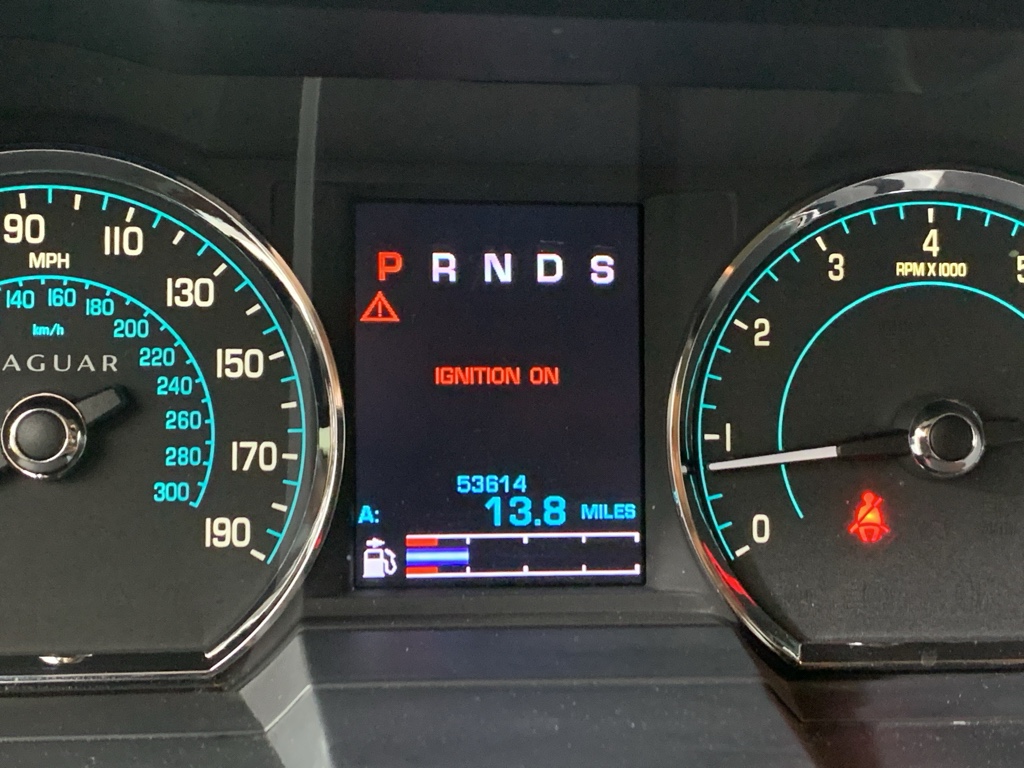 90 110 130 150 170 190
MPH
140 160 180 200 220 240 260 280 300
km/h
AGUAR
P R N D S
IGNITION ON
53614
A: 13.8 MILES
0 1 2 3 4 5
RPM X 1000